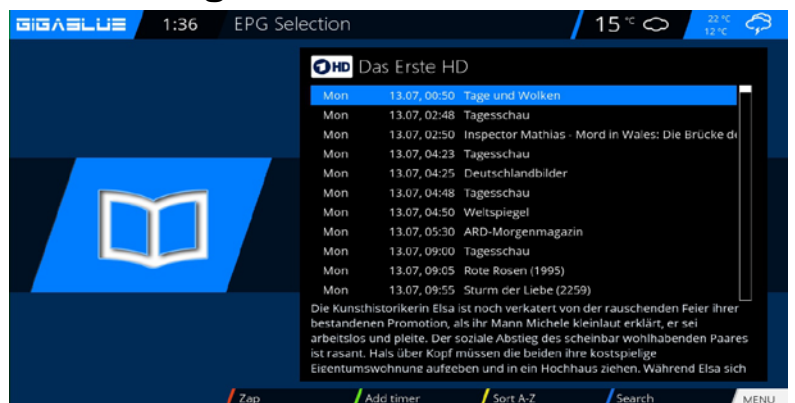 GIGABLUE 1:36 EPG Selection 15 °C 22 °C
12 °C
HD Das Erste HD
Mon 13.07, 00:50 Tage und Wolken
Mon 13.07, 02:48 Tagesschau
Mon 13.07, 02:50 Inspector Mathias - Mord in Wales: Die Brücke
Mon 13.07, 04:23 Tagesschau
Mon 13.07, 04:25 Deutschlandbilder
Mon 13.07, 04:48 Tagesschau
Mon 13.07, 04:50 Weltspiegel
Mon 13.07, 05:30 ARD-Morgenmagazin
Mon 13.07, 09:00 Tagesschau
Mon 13.07, 09:05 Rote Rosen (1995)
Mon 13.07, 09:55 Sturm der Liebe (2259)
Die Kunsthistorikerin Elsa ist noch verkatert von der rauschenden Feier ihrer
bestandenen Promotion, als ihr Mann Michele kleinlaut erklärt, er sei
arbeitslos und pleite. Der soziale Abstieg des scheinbar wohlhabenden Paares
ist rasant. Hals über Kopf müssen die beiden ihre kostspielige
Eigentumswohnung aufgeben und in ein Hochhaus ziehen. Während Elsa sich
Zap Add timer Sort A-Z Search MENU